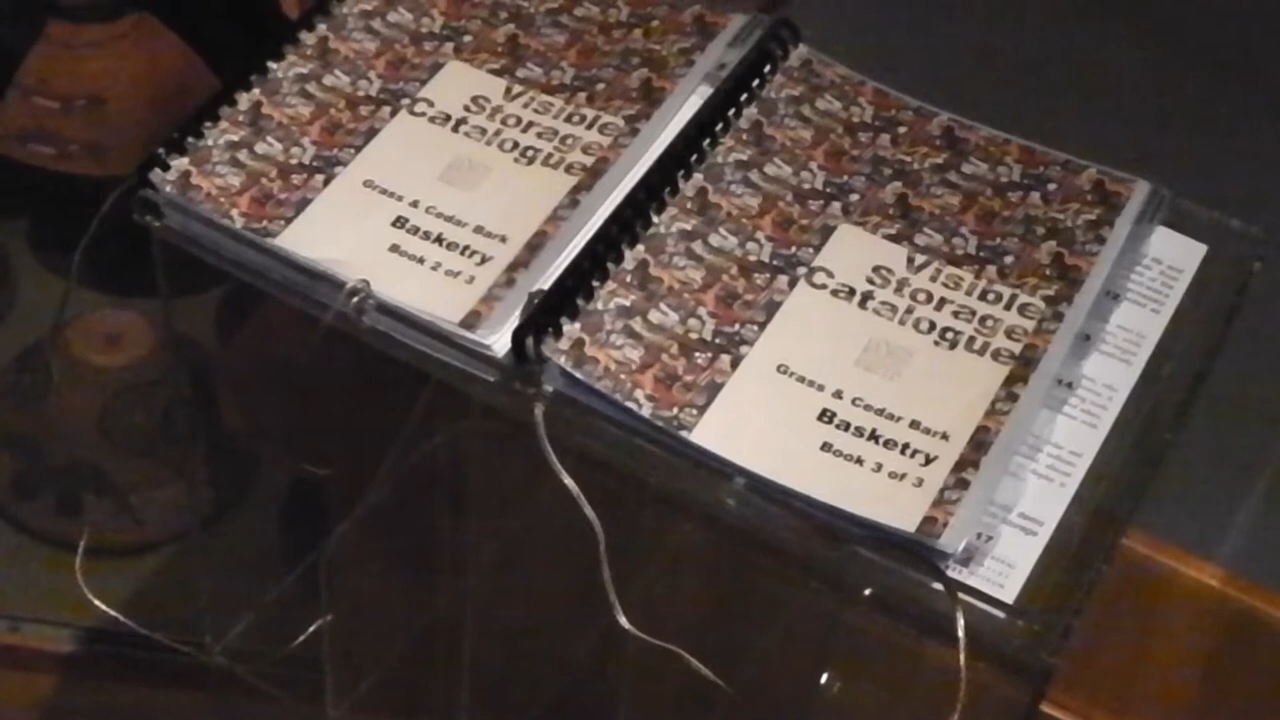 Visible
Storage
Catalogue
Grass & Cedar Bark
Basketry
Book 2 of 3
Visible
Storage
Catalogue
Grass & Cedar Bark
Basketry
Book 3 of 3
12
14
17